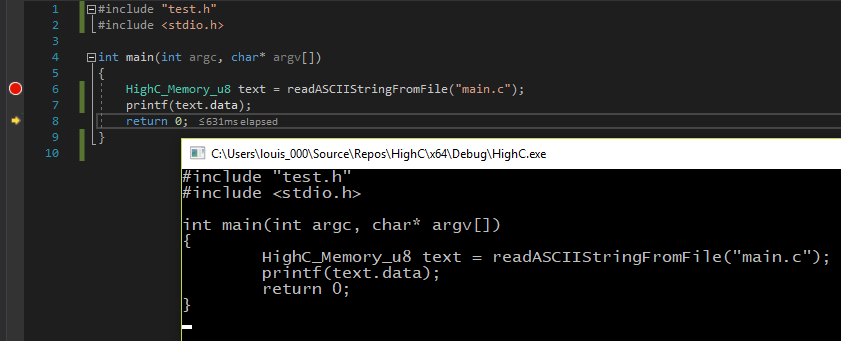 1 #include "test.h"
2 #include <stdio.h>
3
4 int main(int argc, char* argv[])
5 {
6 HighC_Memory_u8 text = readASCIIStringFromFile("main.c");
7 printf(text.data);
8 return 0; ≤631ms elapsed
9 }
10
C:\Users\louis_000\Source\Repos\HighC\x64\Debug\HighC.exe
#include "test.h"
#include <stdio.h>
int main(int argc, char* argv[])
{
HighC_Memory_u8 text = readASCIIStringFromFile("main.c");
printf(text.data);
return 0;
}